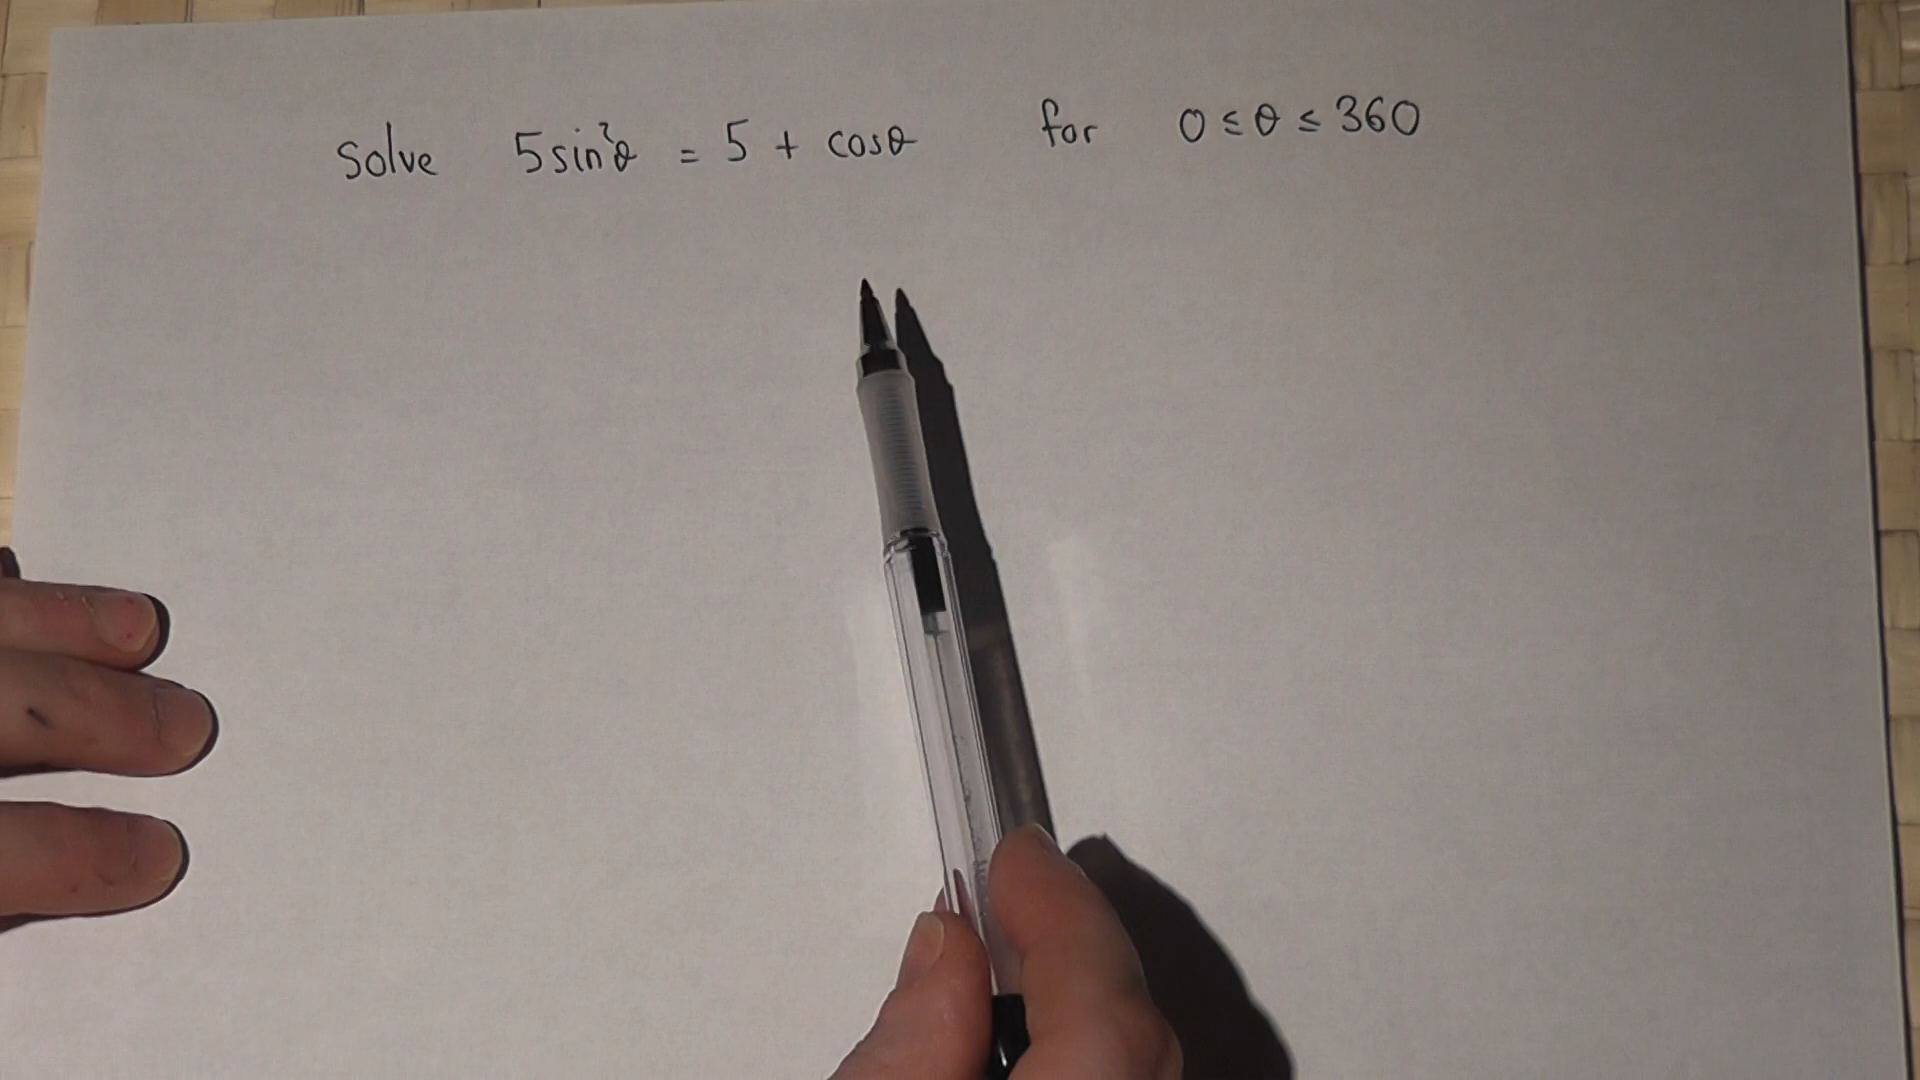 Solve 5sin²θ = 5 + cosθ for 0 ≤ θ ≤ 360